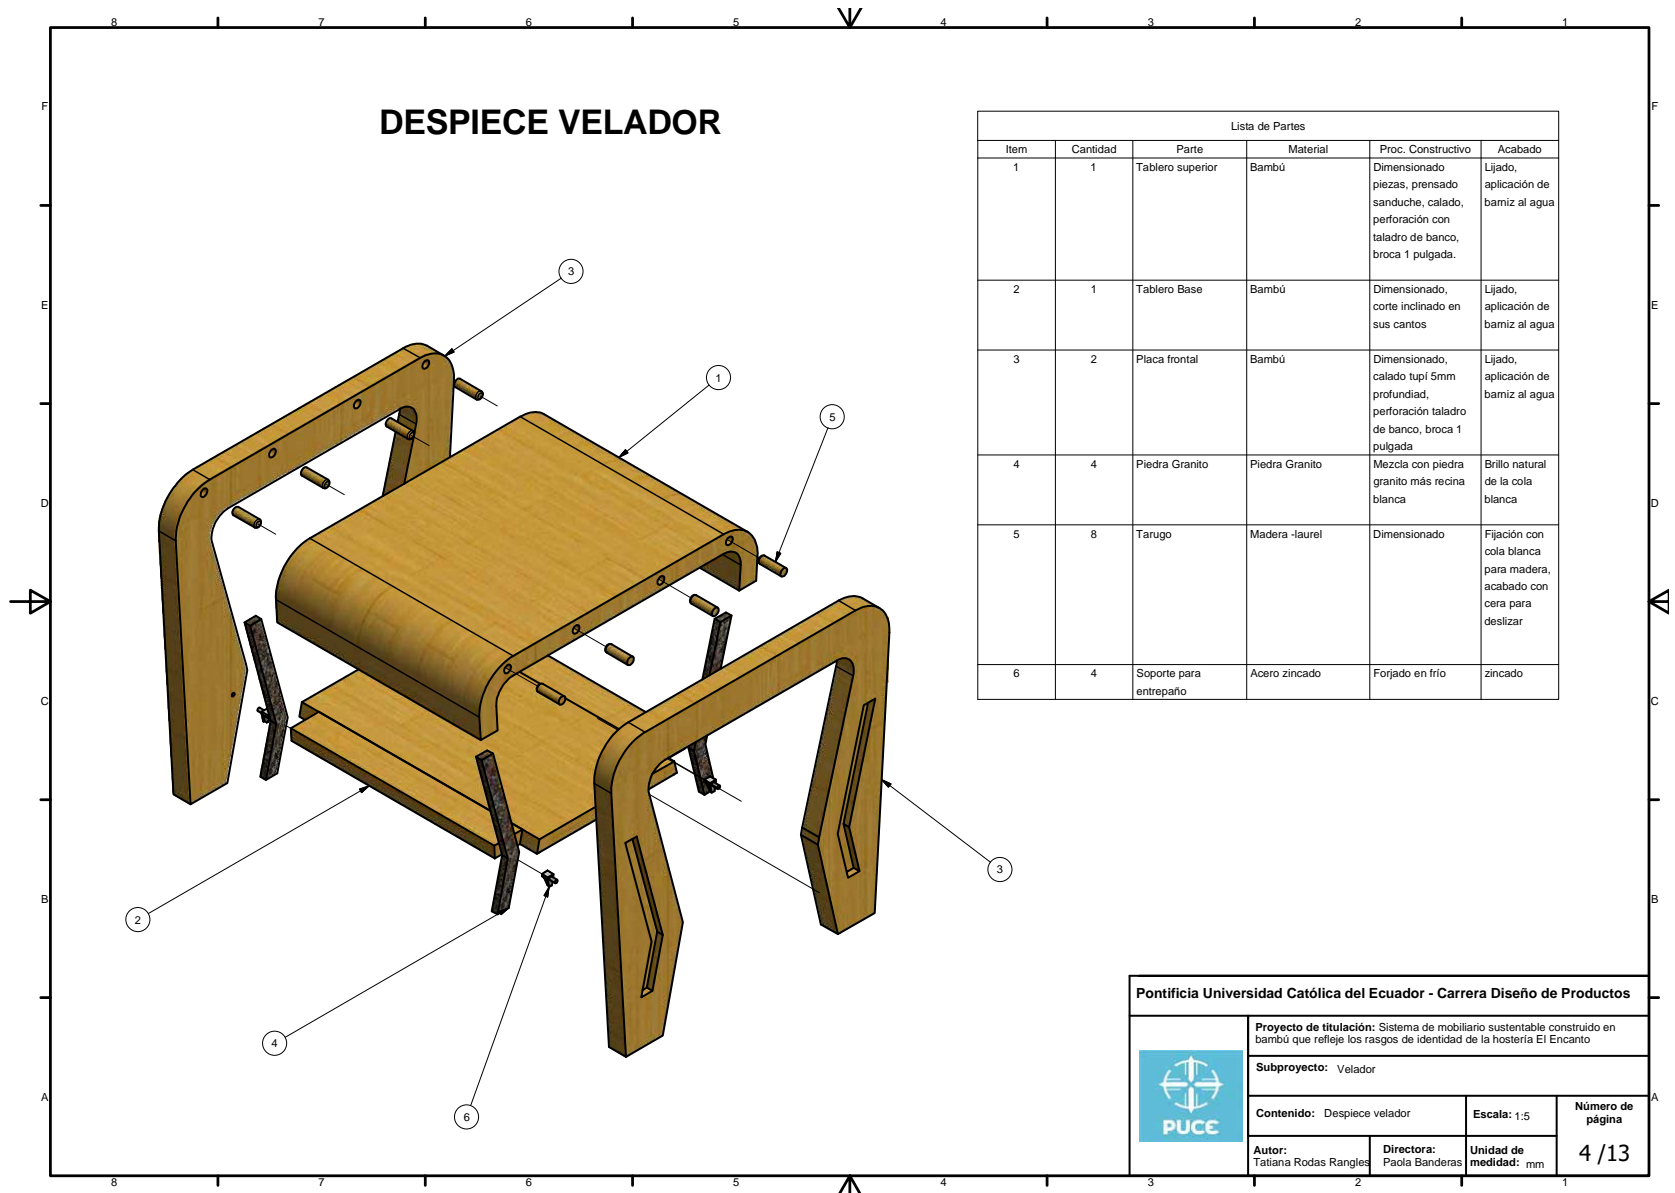 8 7 6 5 4 3 2 1
F
E
D
C
B
A
DESPIECE VELADOR
Lista de Partes
Item Cantidad Parte Material Proc. Constructivo Acabado
1 1 Tablero superior Bambú Dimensionado Lijado,
piezas, prensado aplicación de
sanduche, calado, barniz al agua
perforación con
taladro de banco,
broca 1 pulgada.
2 1 Tablero Base Bambú Dimensionado, Lijado,
corte inclinado en aplicación de
sus cantos barniz al agua
3 2 Placa frontal Bambú Dimensionado, Lijado,
calado tupí 5mm aplicación de
profundiad, barniz al agua
perforación taladro
de banco, broca 1
pulgada
4 4 Piedra Granito Piedra Granito Mezcla con piedra Brillo natural
granito más recina de la cola
blanca blanca
5 8 Tarugo Madera -laurel Dimensionado Fijación con
cola blanca
para madera,
acabado con
cera para
deslizar
6 4 Soporte para Acero zincado Forjado en frío zincado
entrepaño
3
1
5
3
2
4
6
Pontificia Universidad Católica del Ecuador - Carrera Diseño de Productos
PUCE
Proyecto de titulación: Sistema de mobiliario sustentable construido en
bambú que refleje los rasgos de identidad de la hostería El Encanto
Subproyecto: Velador
Contenido: Despiece velador
Escala: 1:5
Número de
página
4 /13
Autor:
Tatiana Rodas Rangles
Directora:
Paola Banderas
Unidad de
medidad: mm
F
E
D
C
B
A
8 7 6 5 3 2 1